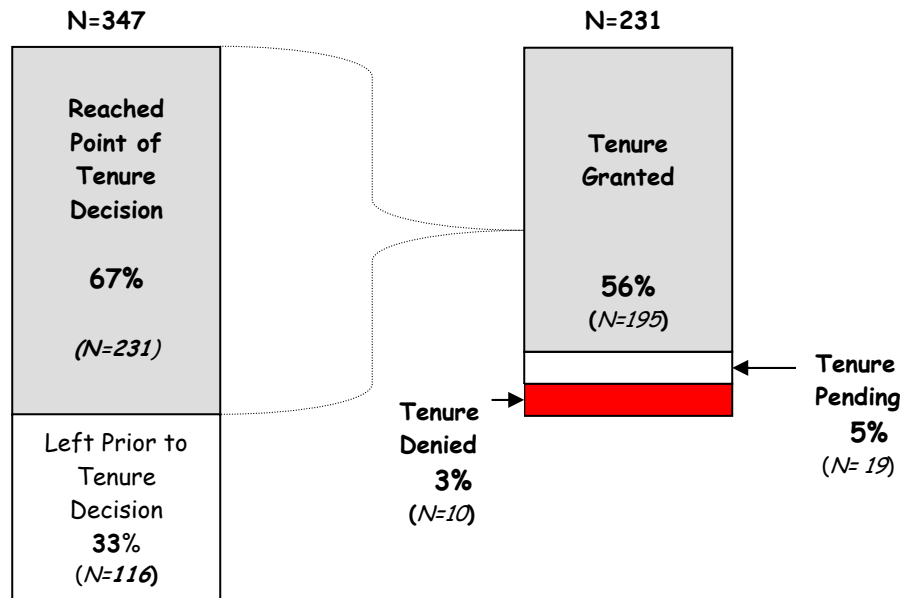 N=347
Reached
Point of
Tenure
Decision
67%
(N=231)
Left Prior to
Tenure
Decision
33%
(N=116)
N=231
Tenure
Granted
56%
(N=195)
Tenure
Denied
3%
(N=10)
Tenure
Pending
5%
(N= 19)